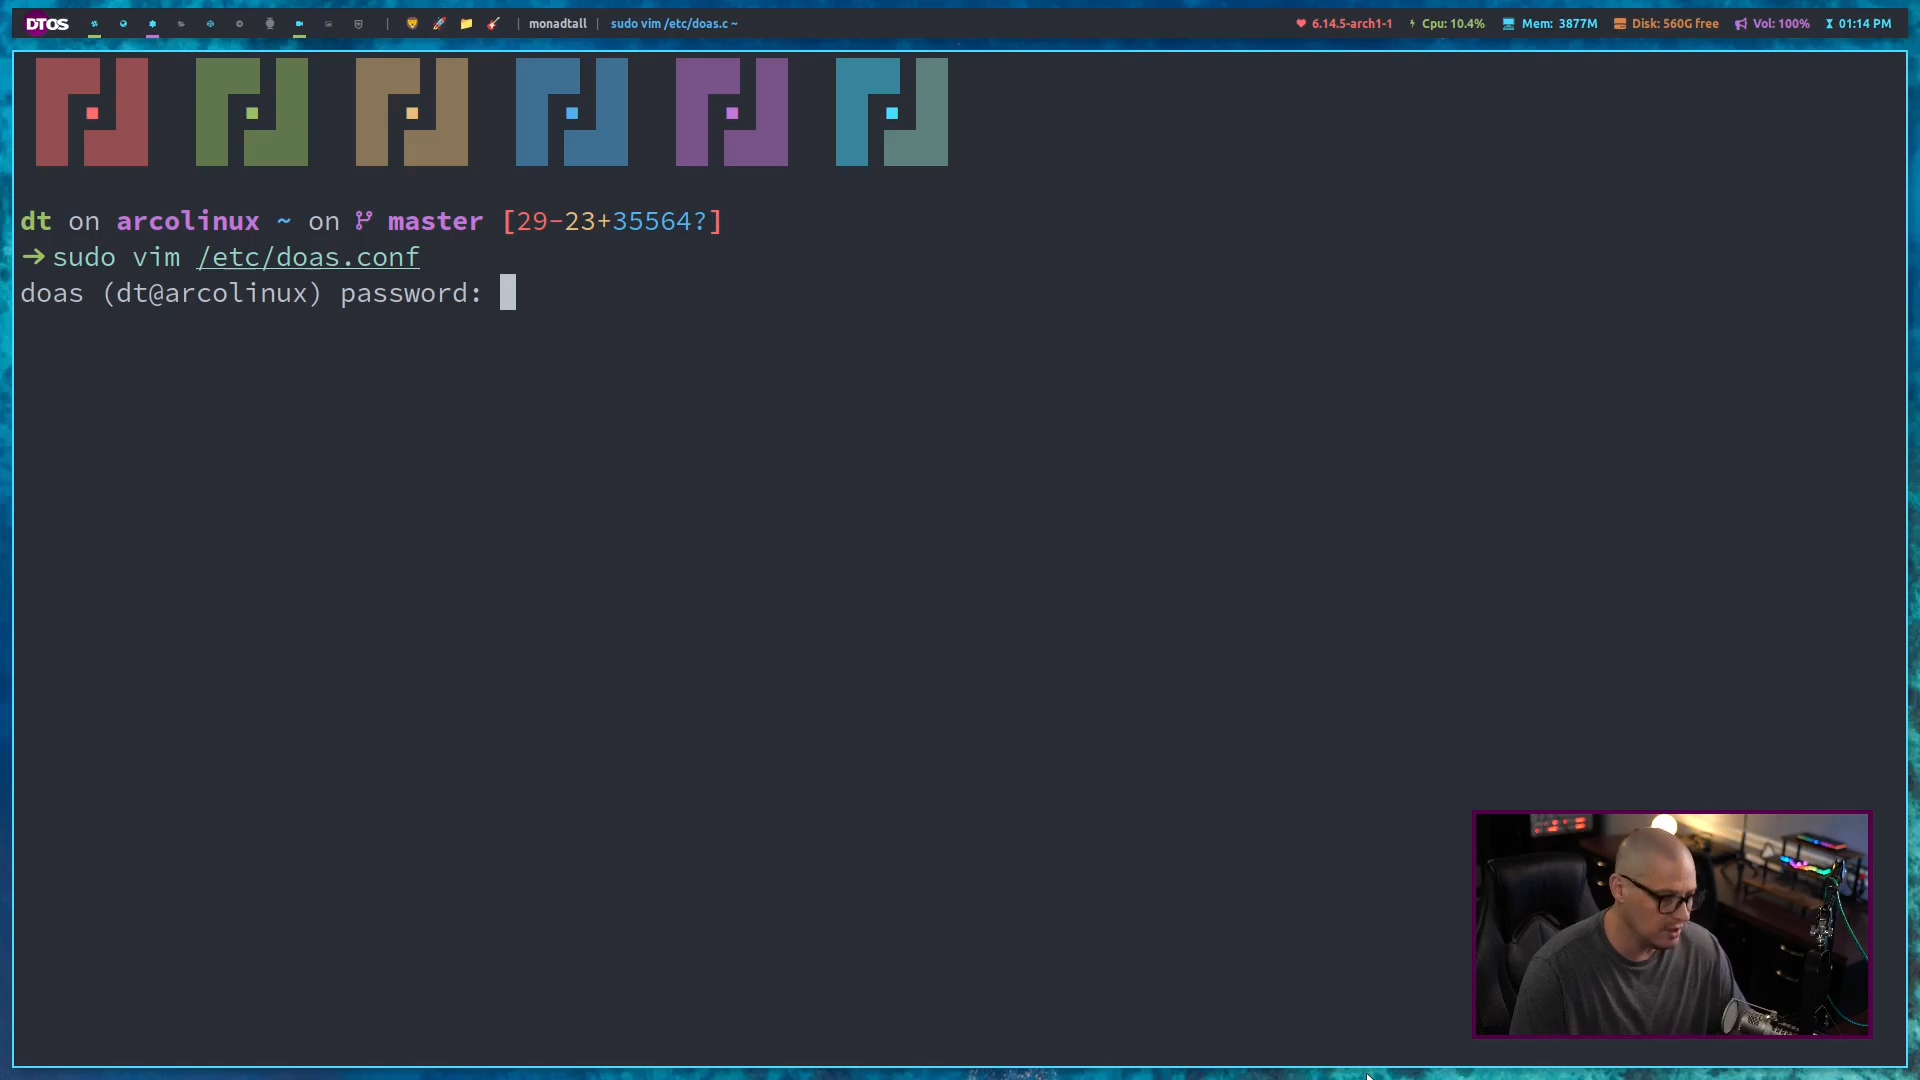 DTOS | monadtall | sudo vim /etc/doas.c ~ 6.14.5-arch1-1 Cpu: 10.4% Mem: 3877M Disk: 560G free Vol: 100% 01:14 PM
dt on arcolinux ~ on master [29-23+35564?]
→ sudo vim /etc/doas.conf
doas (dt@arcolinux) password: